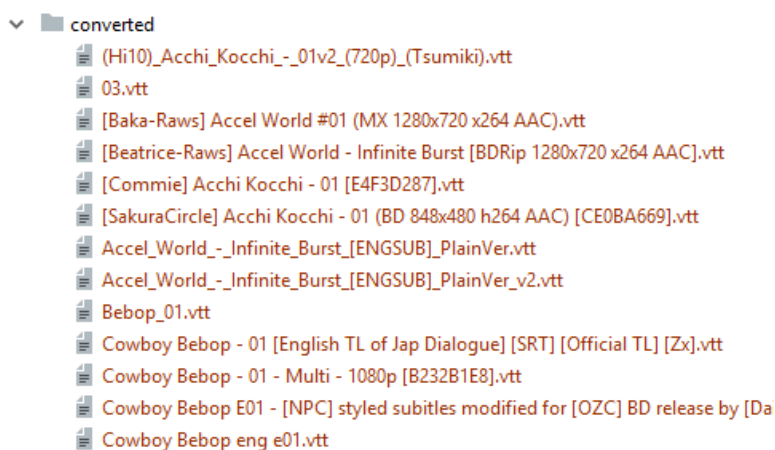 converted
(Hi10)_Acchi_Kocchi_-_01v2_(720p)_(Tsumiki).vtt
03.vtt
[Baka-Raws] Accel World #01 (MX 1280x720 x264 AAC).vtt
[Beatrice-Raws] Accel World - Infinite Burst [BDRip 1280x720 x264 AAC].vtt
[Commie] Acchi Kocchi - 01 [E4F3D287].vtt
[SakuraCircle] Acchi Kocchi - 01 (BD 848x480 h264 AAC) [CE0BA669].vtt
Accel_World_-_Infinite_Burst_[ENGSUB]_PlainVer.vtt
Accel_World_-_Infinite_Burst_[ENGSUB]_PlainVer_v2.vtt
Bebop_01.vtt
Cowboy Bebop - 01 [English TL of Jap Dialogue] [SRT] [Official TL] [Zx].vtt
Cowboy Bebop - 01 - Multi - 1080p [B232B1E8].vtt
Cowboy Bebop E01 - [NPC] styled subitles modified for [OZC] BD release by [Da
Cowboy Bebop eng e01.vtt